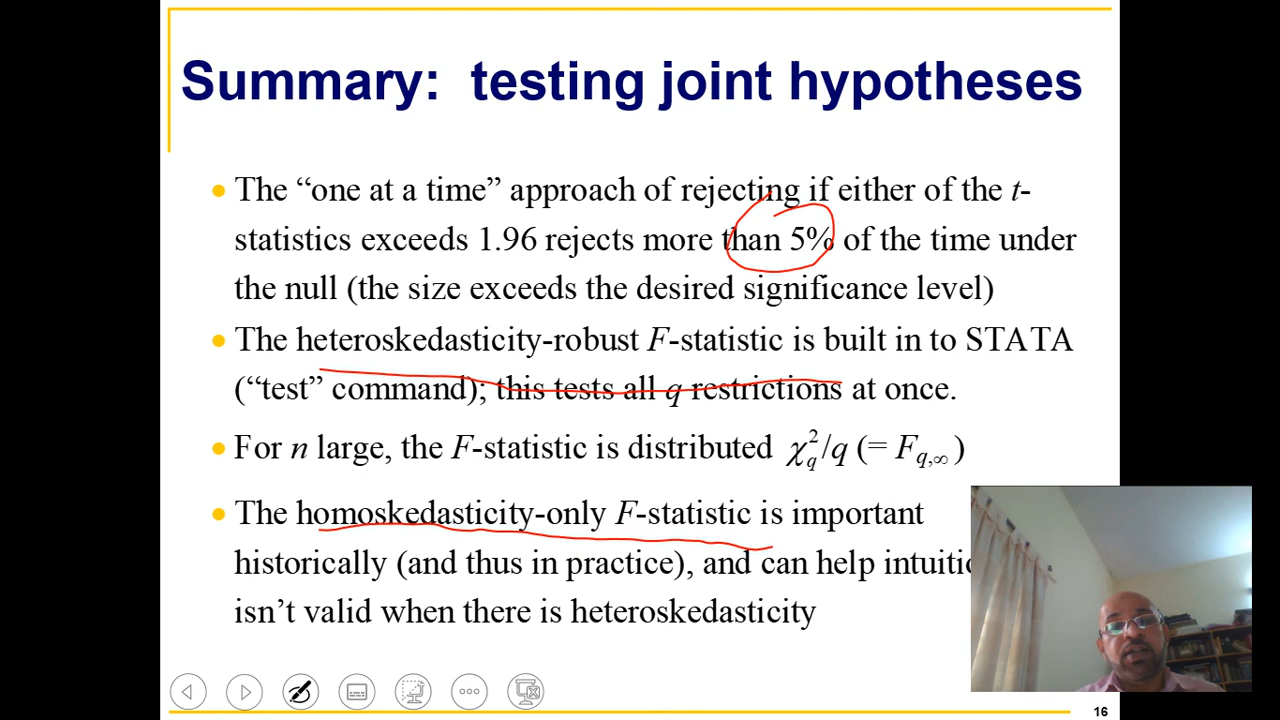 Summary: testing joint hypotheses
The “one at a time” approach of rejecting if either of the t-
statistics exceeds 1.96 rejects more than 5% of the time under
the null (the size exceeds the desired significance level)
The heteroskedasticity-robust F-statistic is built in to STATA
(“test” command); this tests all q restrictions at once.
For n large, the F-statistic is distributed χ²_q/q (= F_q,∞)
The homoskedasticity-only F-statistic is important
historically (and thus in practice), and can help
isn’t valid when there is heteroskedasticity
16